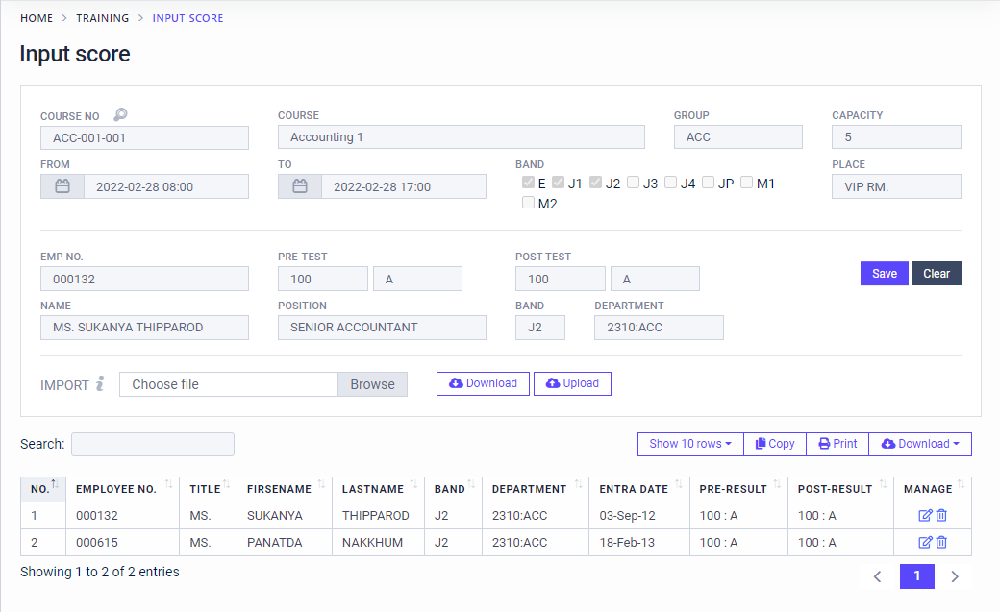 HOME > TRAINING > INPUT SCORE
Input score
COURSE NO COURSE GROUP CAPACITY
ACC-001-001 Accounting 1 ACC 5
FROM TO BAND PLACE
2022-02-28 08:00 2022-02-28 17:00 E J1 J2 J3 J4 JP M1 VIP RM.
M2
EMP NO. PRE-TEST POST-TEST
000132 100 A 100 A Save Clear
NAME POSITION BAND DEPARTMENT
MS. SUKANYA THIPPAROD SENIOR ACCOUNTANT J2 2310:ACC
IMPORT Choose file Browse Download Upload
Search: Show 10 rows Copy Print Download
NO. EMPLOYEE NO. TITLE FIRSENAME LASTNAME BAND DEPARTMENT ENTRA DATE PRE-RESULT POST-RESULT MANAGE
1 000132 MS. SUKANYA THIPPAROD J2 2310:ACC 03-Sep-12 100 : A 100 : A
2 000615 MS. PANATDA NAKKHUM J2 2310:ACC 18-Feb-13 100 : A 100 : A
Showing 1 to 2 of 2 entries
1